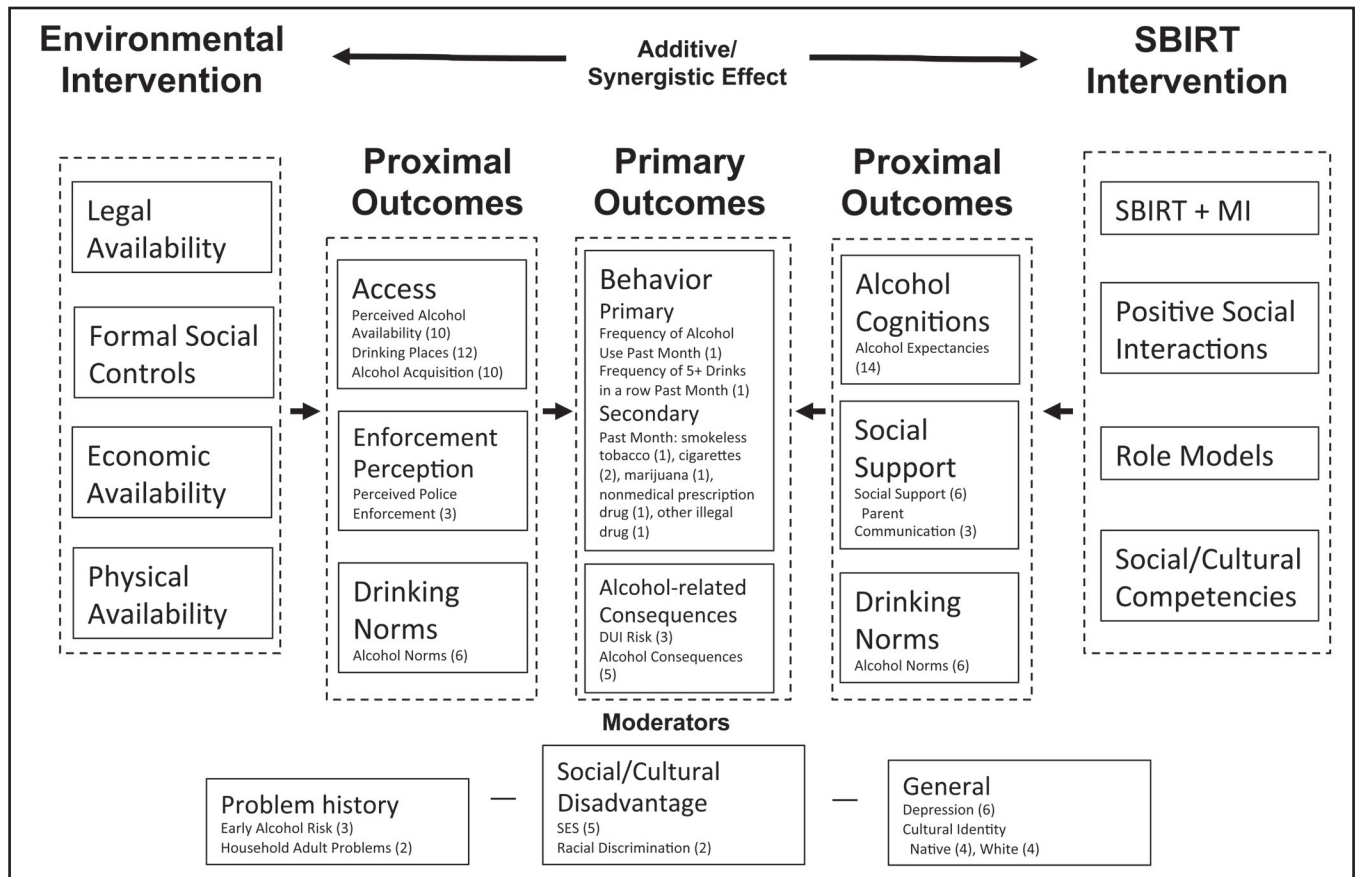 Environmental
Intervention
Additive/
Synergistic Effect
SBIRT
Intervention
Legal
Availability
Formal Social
Controls
Economic
Availability
Physical
Availability
Proximal
Outcomes
Access
Perceived Alcohol
Availability (10)
Drinking Places (12)
Alcohol Acquisition (10)
Enforcement
Perception
Perceived Police
Enforcement (3)
Drinking
Norms
Alcohol Norms (6)
Primary
Outcomes
Behavior
Primary
Frequency of Alcohol
Use Past Month (1)
Frequency of 5+ Drinks
in a row Past Month (1)
Secondary
Past Month: smokeless
tobacco (1), cigarettes
(2), marijuana (1),
nonmedical prescription
drug (1), other illegal
drug (1)
Alcohol-related
Consequences
DUI Risk (3)
Alcohol Consequences
(5)
Proximal
Outcomes
Alcohol
Cognitions
Alcohol Expectancies
(14)
Social
Support
Social Support (6)
Parent
Communication (3)
Drinking
Norms
Alcohol Norms (6)
SBIRT + MI
Positive Social
Interactions
Role Models
Social/Cultural
Competencies
Moderators
Problem history
Early Alcohol Risk (3)
Household Adult Problems (2)
—
Social/Cultural
Disadvantage
SES (5)
Racial Discrimination (2)
—
General
Depression (6)
Cultural Identity
Native (4), White (4)